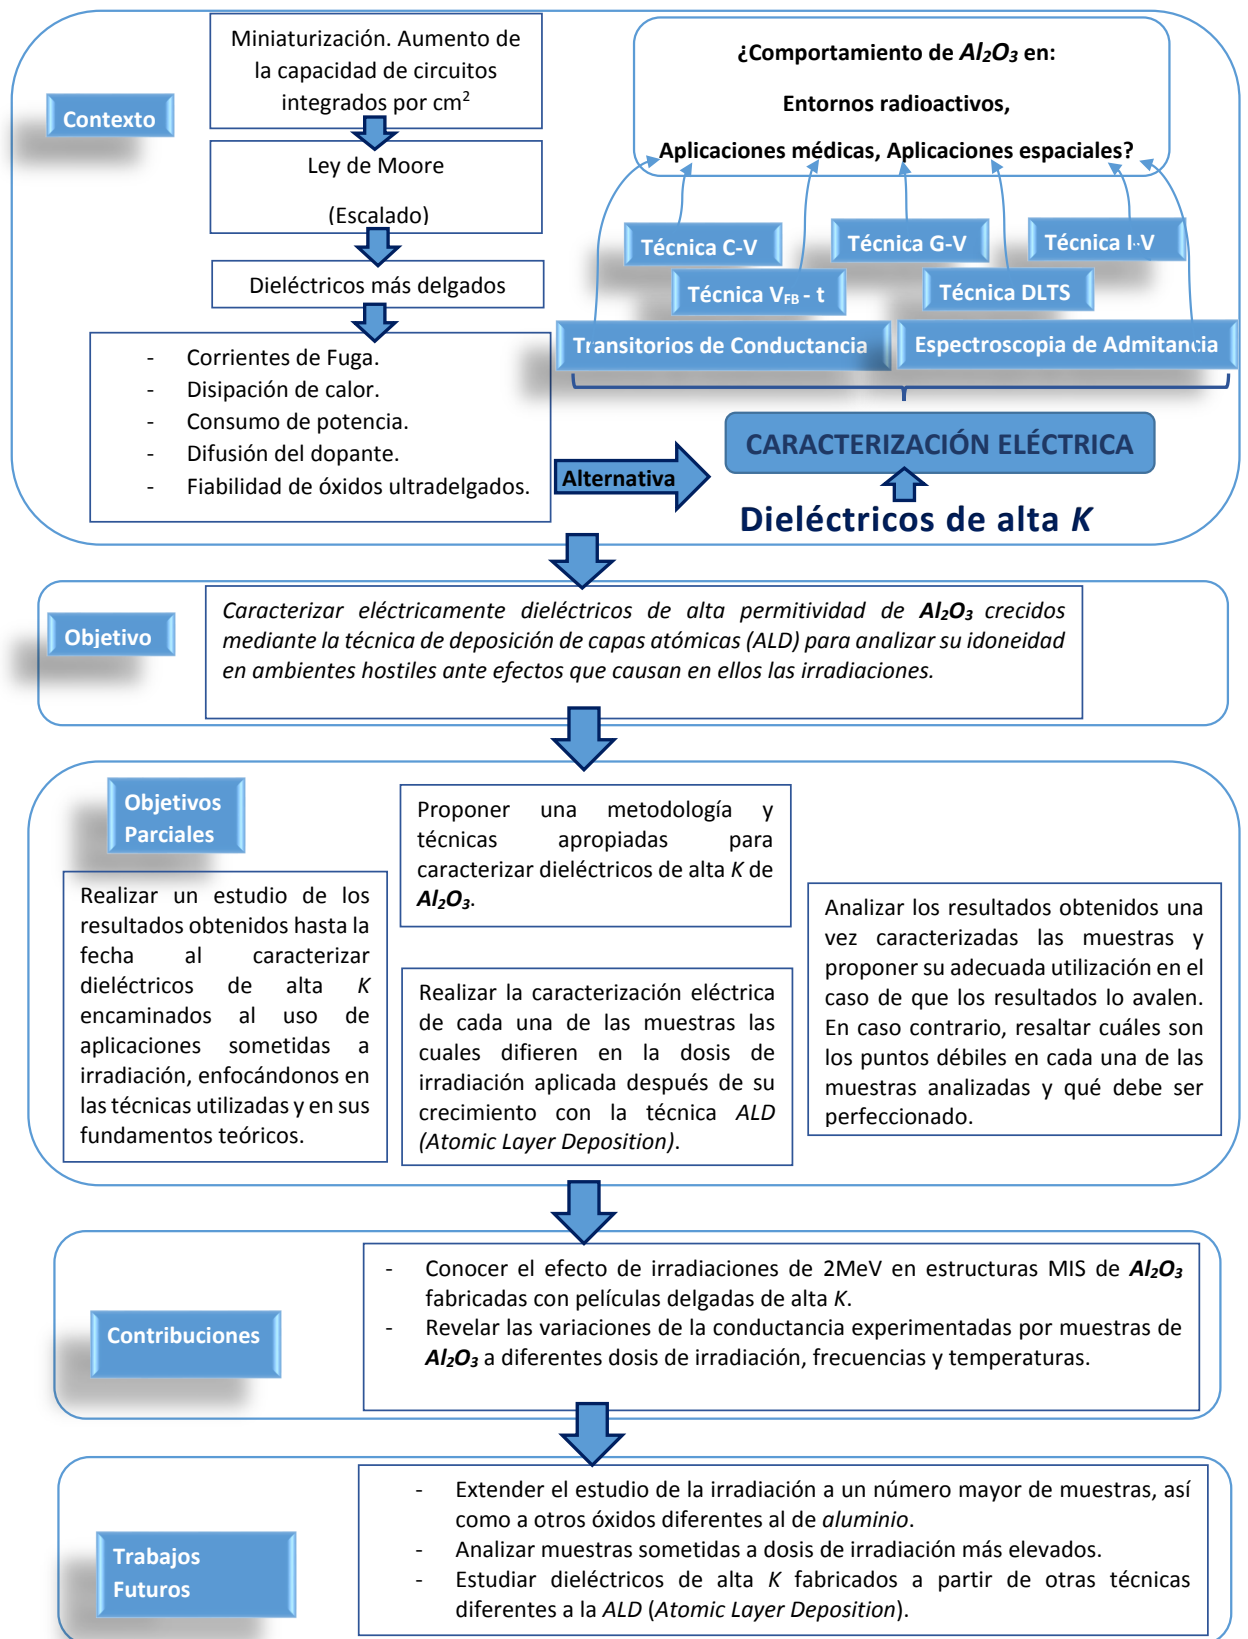 Contexto
Miniaturización. Aumento de
la capacidad de circuitos
integrados por cm²
Ley de Moore
(Escalado)
Dieléctricos más delgados
- Corrientes de Fuga.
- Disipación de calor.
- Consumo de potencia.
- Difusión del dopante.
- Fiabilidad de óxidos ultradelgados.
Alternativa
¿Comportamiento de Al₂O₃ en:
Entornos radioactivos,
Aplicaciones médicas, Aplicaciones espaciales?
Técnica C-V
Técnica G-V
Técnica I-V
Técnica V_FB - t
Técnica DLTS
Transitorios de Conductancia
Espectroscopia de Admitancia
CARACTERIZACIÓN ELÉCTRICA
Dieléctricos de alta K
Objetivo
Caracterizar eléctricamente dieléctricos de alta permitividad de Al₂O₃ crecidos
mediante la técnica de deposición de capas atómicas (ALD) para analizar su idoneidad
en ambientes hostiles ante efectos que causan en ellos las irradiaciones.
Objetivos
Parciales
Realizar un estudio de los
resultados obtenidos hasta la
fecha al caracterizar
dieléctricos de alta K
encaminados al uso de
aplicaciones sometidas a
irradiación, enfocándonos en
las técnicas utilizadas y en sus
fundamentos teóricos.
Proponer una metodología y
técnicas apropiadas para
caracterizar dieléctricos de alta K de
Al₂O₃.
Realizar la caracterización eléctrica
de cada una de las muestras las
cuales difieren en la dosis de
irradiación aplicada después de su
crecimiento con la técnica ALD
(Atomic Layer Deposition).
Analizar los resultados obtenidos una
vez caracterizadas las muestras y
proponer su adecuada utilización en el
caso de que los resultados lo avalen.
En caso contrario, resaltar cuáles son
los puntos débiles en cada una de las
muestras analizadas y qué debe ser
perfeccionado.
Contribuciones
- Conocer el efecto de irradiaciones de 2MeV en estructuras MIS de Al₂O₃
fabricadas con películas delgadas de alta K.
- Revelar las variaciones de la conductancia experimentadas por muestras de
Al₂O₃ a diferentes dosis de irradiación, frecuencias y temperaturas.
Trabajos
Futuros
- Extender el estudio de la irradiación a un número mayor de muestras, así
como a otros óxidos diferentes al de aluminio.
- Analizar muestras sometidas a dosis de irradiación más elevados.
- Estudiar dieléctricos de alta K fabricados a partir de otras técnicas
diferentes a la ALD (Atomic Layer Deposition).